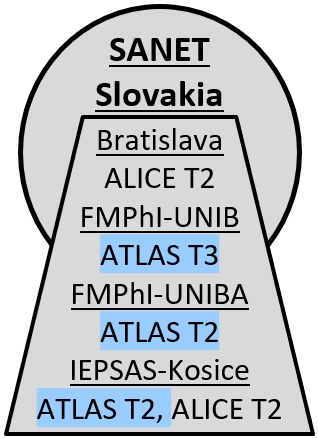 SANET
Slovakia
Bratislava
ALICE T2
FMPhI-UNIB
ATLAS T3
FMPhI-UNIBA
ATLAS T2
IEPSAS-Kosice
ATLAS T2, ALICE T2